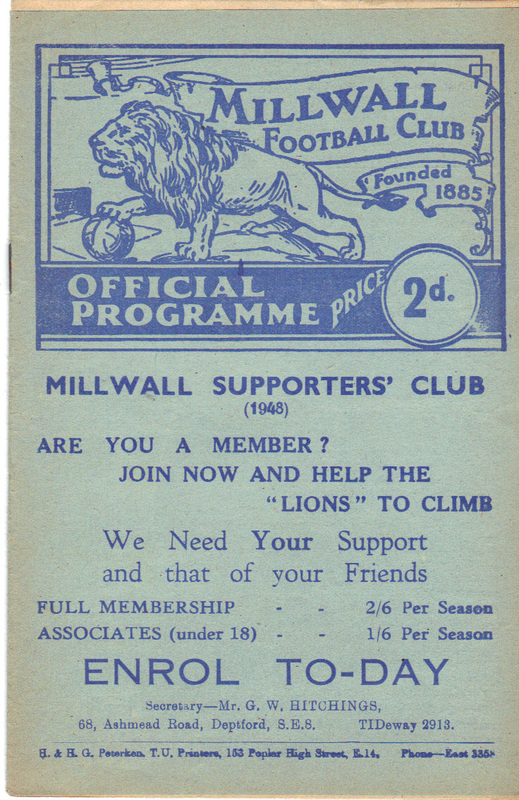 MILLWALL
FOOTBALL CLUB
Founded
1885
OFFICIAL
PROGRAMME PRICE 2d.
MILLWALL SUPPORTERS' CLUB
(1948)
ARE YOU A MEMBER?
JOIN NOW AND HELP THE
"LIONS" TO CLIMB
We Need Your Support
and that of your Friends
FULL MEMBERSHIP - - 2/6 Per Season
ASSOCIATES (under 18) - - 1/6 Per Season
ENROL TO-DAY
Secretary—Mr. G. W. HITCHINGS,
68, Ashmead Road, Deptford, S.E.8. TIDeway 2913.
H. & H. G. Peterken. T.U. Printers, 153 Poplar High Street, E.14. Phone—East 3358